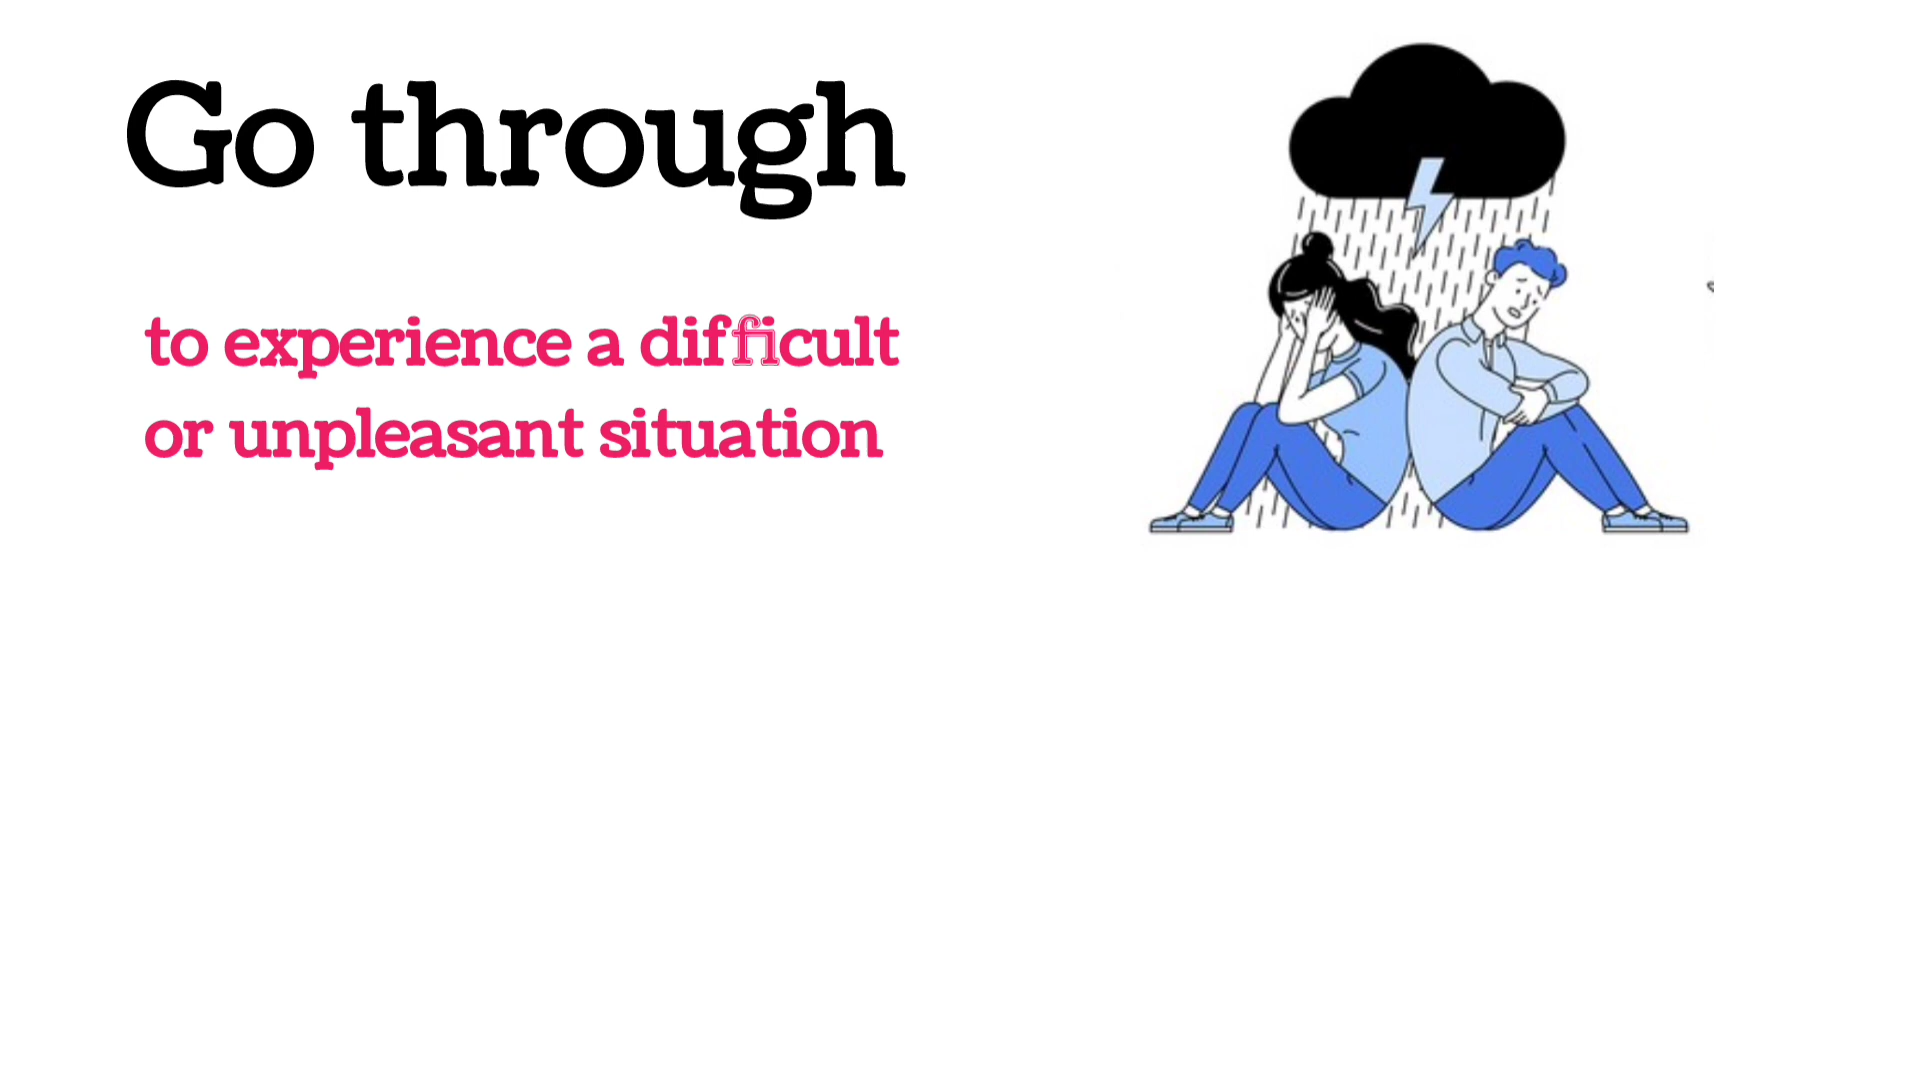 Go through
to experience a difficult
or unpleasant situation